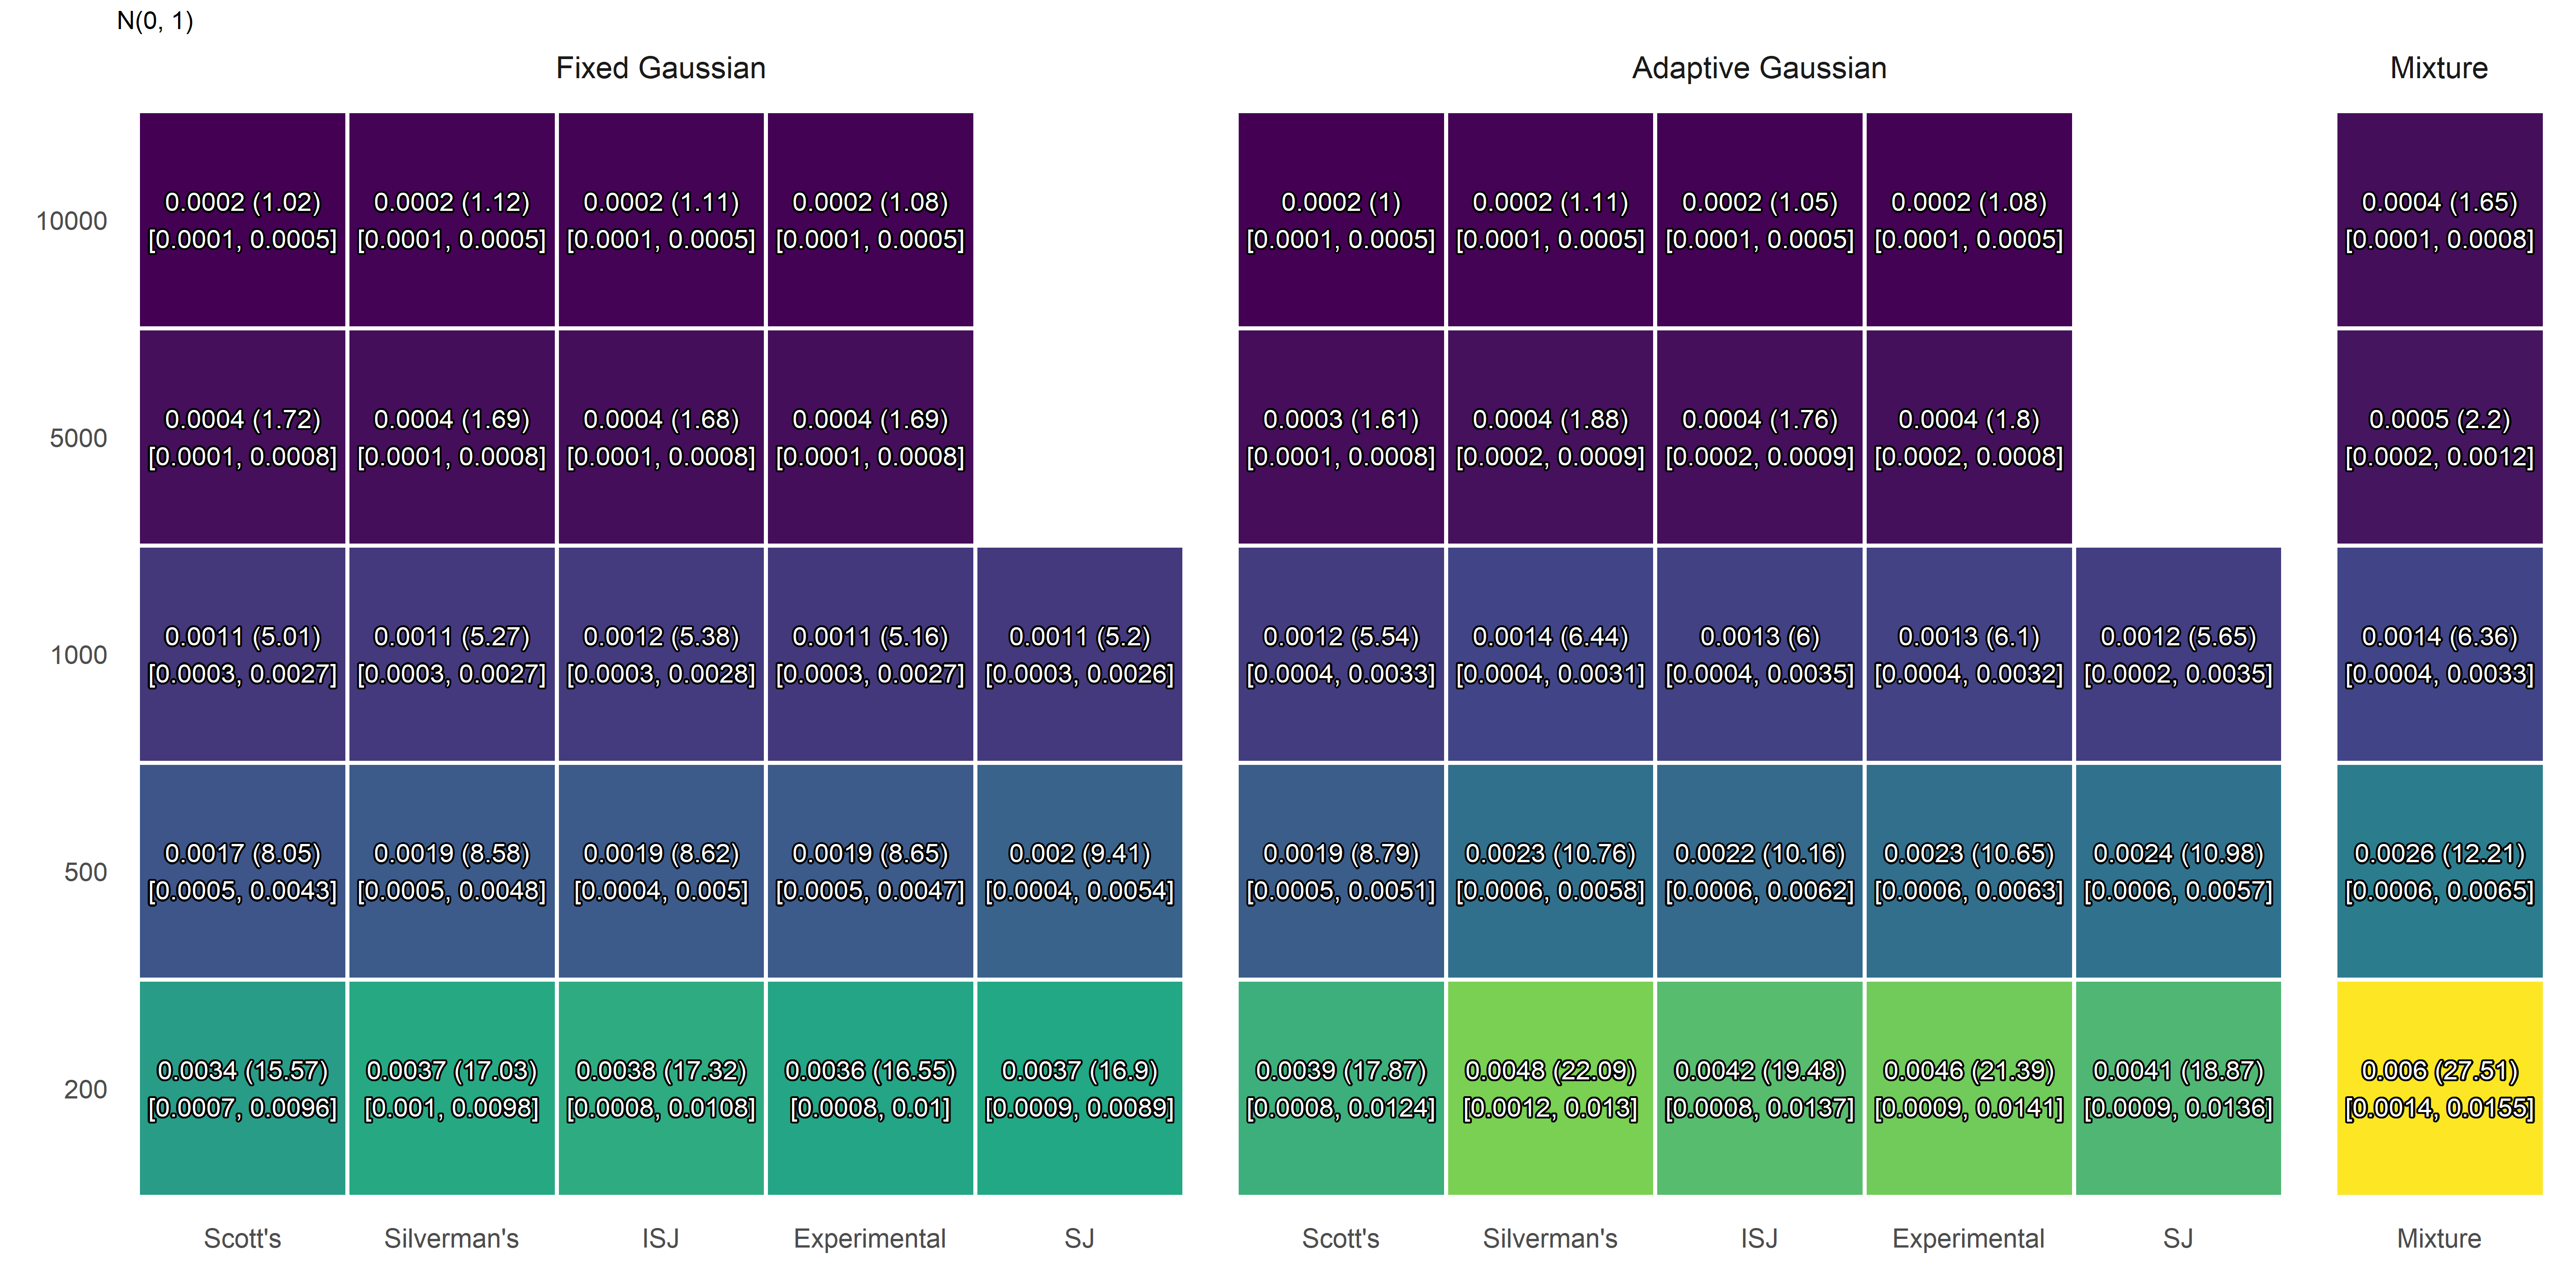 N(0, 1)
Fixed Gaussian
Adaptive Gaussian
Mixture
10000
0.0002 (1.02) 0.0002 (1.12) 0.0002 (1.11) 0.0002 (1.08) 0.0002 (1) 0.0002 (1.11) 0.0002 (1.05) 0.0002 (1.08) 0.0004 (1.65)
[0.0001, 0.0005] [0.0001, 0.0005] [0.0001, 0.0005] [0.0001, 0.0005] [0.0001, 0.0005] [0.0001, 0.0005] [0.0001, 0.0005] [0.0001, 0.0005] [0.0001, 0.0008]
5000
0.0004 (1.72) 0.0004 (1.69) 0.0004 (1.68) 0.0004 (1.69) 0.0003 (1.61) 0.0004 (1.88) 0.0004 (1.76) 0.0004 (1.8) 0.0005 (2.2)
[0.0001, 0.0008] [0.0001, 0.0008] [0.0001, 0.0008] [0.0001, 0.0008] [0.0001, 0.0008] [0.0002, 0.0009] [0.0002, 0.0009] [0.0002, 0.0008] [0.0002, 0.0012]
1000
0.0011 (5.01) 0.0011 (5.27) 0.0012 (5.38) 0.0011 (5.16) 0.0011 (5.2) 0.0012 (5.54) 0.0014 (6.44) 0.0013 (6) 0.0013 (6.1) 0.0012 (5.65) 0.0014 (6.36)
[0.0003, 0.0027] [0.0003, 0.0027] [0.0003, 0.0028] [0.0003, 0.0027] [0.0003, 0.0026] [0.0004, 0.0033] [0.0004, 0.0031] [0.0004, 0.0035] [0.0004, 0.0032] [0.0002, 0.0035] [0.0004, 0.0033]
500
0.0017 (8.05) 0.0019 (8.58) 0.0019 (8.62) 0.0019 (8.65) 0.002 (9.41) 0.0019 (8.79) 0.0023 (10.76) 0.0022 (10.16) 0.0023 (10.65) 0.0024 (10.98) 0.0026 (12.21)
[0.0005, 0.0043] [0.0005, 0.0048] [0.0004, 0.005] [0.0005, 0.0047] [0.0004, 0.0054] [0.0005, 0.0051] [0.0006, 0.0058] [0.0006, 0.0062] [0.0006, 0.0063] [0.0006, 0.0057] [0.0006, 0.0065]
200
0.0034 (15.57) 0.0037 (17.03) 0.0038 (17.32) 0.0036 (16.55) 0.0037 (16.9) 0.0039 (17.87) 0.0048 (22.09) 0.0042 (19.48) 0.0046 (21.39) 0.0041 (18.87) 0.006 (27.51)
[0.0007, 0.0096] [0.001, 0.0098] [0.0008, 0.0108] [0.0008, 0.01] [0.0009, 0.0089] [0.0008, 0.0124] [0.0012, 0.013] [0.0008, 0.0137] [0.0009, 0.0141] [0.0009, 0.0136] [0.0014, 0.0155]
Scott's Silverman's ISJ Experimental SJ Scott's Silverman's ISJ Experimental SJ Mixture